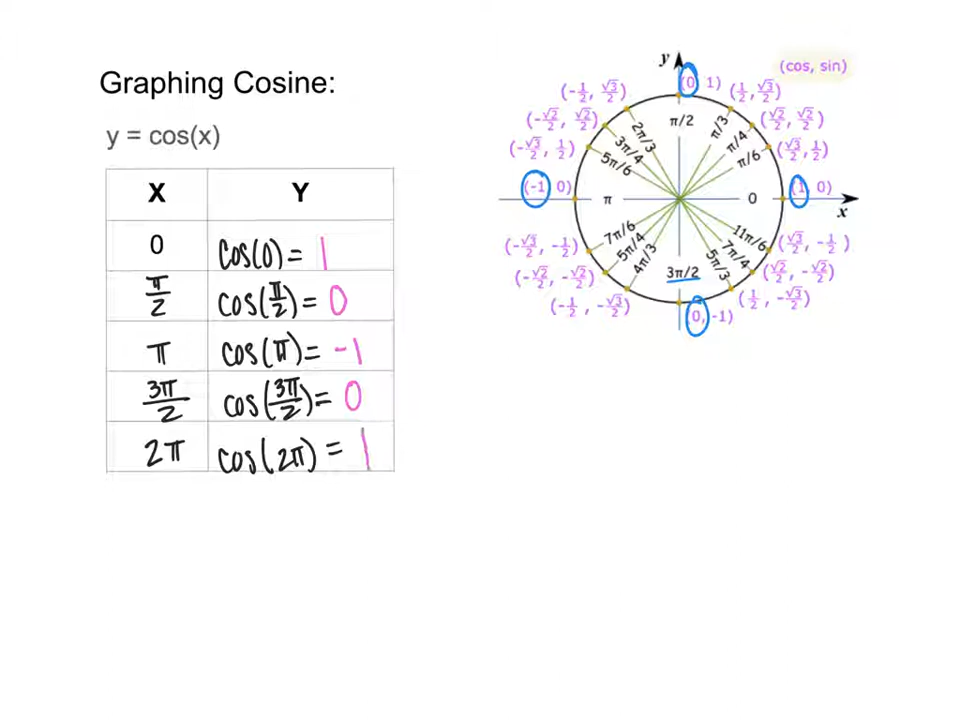 Graphing Cosine:
y = cos(x)
X Y
0 cos(0) = 1
π/2 cos(π/2) = 0
π cos(π) = -1
3π/2 cos(3π/2) = 0
2π cos(2π) = 1
y
(cos, sin)
(0, 1)
(-1/2, √3/2)
(1/2, √3/2)
(-√2/2, √2/2)
(√2/2, √2/2)
(-√3/2, 1/2)
(√3/2, 1/2)
π/2
2π/3
π/3
3π/4
π/4
5π/6
π/6
(-1, 0)
π
0
(1, 0)
x
7π/6
11π/6
5π/4
7π/4
4π/3
5π/3
3π/2
(-√3/2, -1/2)
(√3/2, -1/2)
(-√2/2, -√2/2)
(√2/2, -√2/2)
(-1/2, -√3/2)
(1/2, -√3/2)
(0, -1)